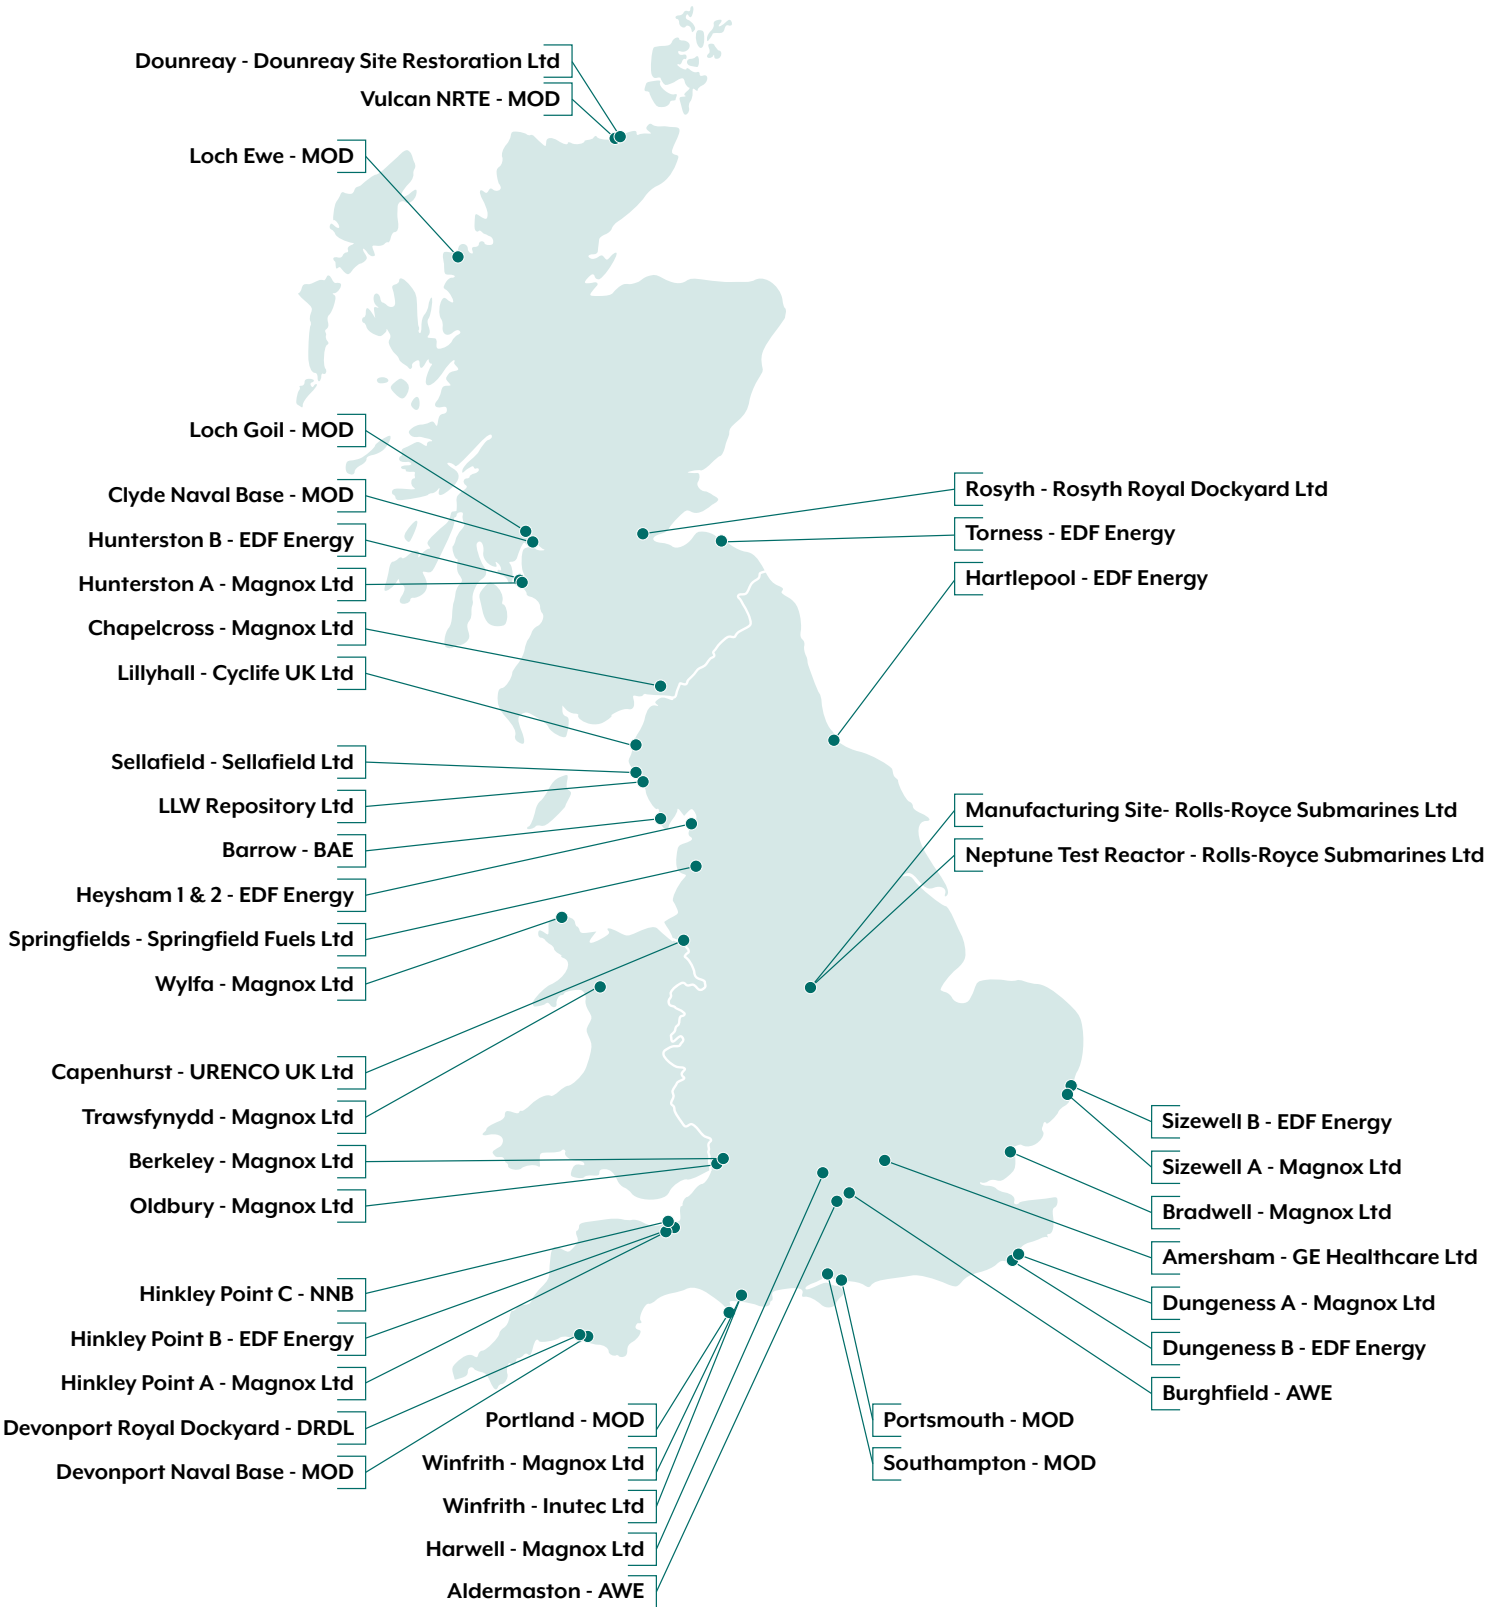 Dounreay - Dounreay Site Restoration Ltd
Vulcan NRTE - MOD
Loch Ewe - MOD
Loch Goil - MOD
Clyde Naval Base - MOD
Hunterston B - EDF Energy
Hunterston A - Magnox Ltd
Chapelcross - Magnox Ltd
Lillyhall - Cyclife UK Ltd
Sellafield - Sellafield Ltd
LLW Repository Ltd
Barrow - BAE
Heysham 1 & 2 - EDF Energy
Springfields - Springfield Fuels Ltd
Wylfa - Magnox Ltd
Capenhurst - URENCO UK Ltd
Trawsfynydd - Magnox Ltd
Berkeley - Magnox Ltd
Oldbury - Magnox Ltd
Hinkley Point C - NNB
Hinkley Point B - EDF Energy
Hinkley Point A - Magnox Ltd
Devonport Royal Dockyard - DRDL
Devonport Naval Base - MOD
Portland - MOD
Winfrith - Magnox Ltd
Winfrith - Inutec Ltd
Harwell - Magnox Ltd
Aldermaston - AWE
Rosyth - Rosyth Royal Dockyard Ltd
Torness - EDF Energy
Hartlepool - EDF Energy
Manufacturing Site- Rolls-Royce Submarines Ltd
Neptune Test Reactor - Rolls-Royce Submarines Ltd
Sizewell B - EDF Energy
Sizewell A - Magnox Ltd
Bradwell - Magnox Ltd
Amersham - GE Healthcare Ltd
Dungeness A - Magnox Ltd
Dungeness B - EDF Energy
Burghfield - AWE
Portsmouth - MOD
Southampton - MOD